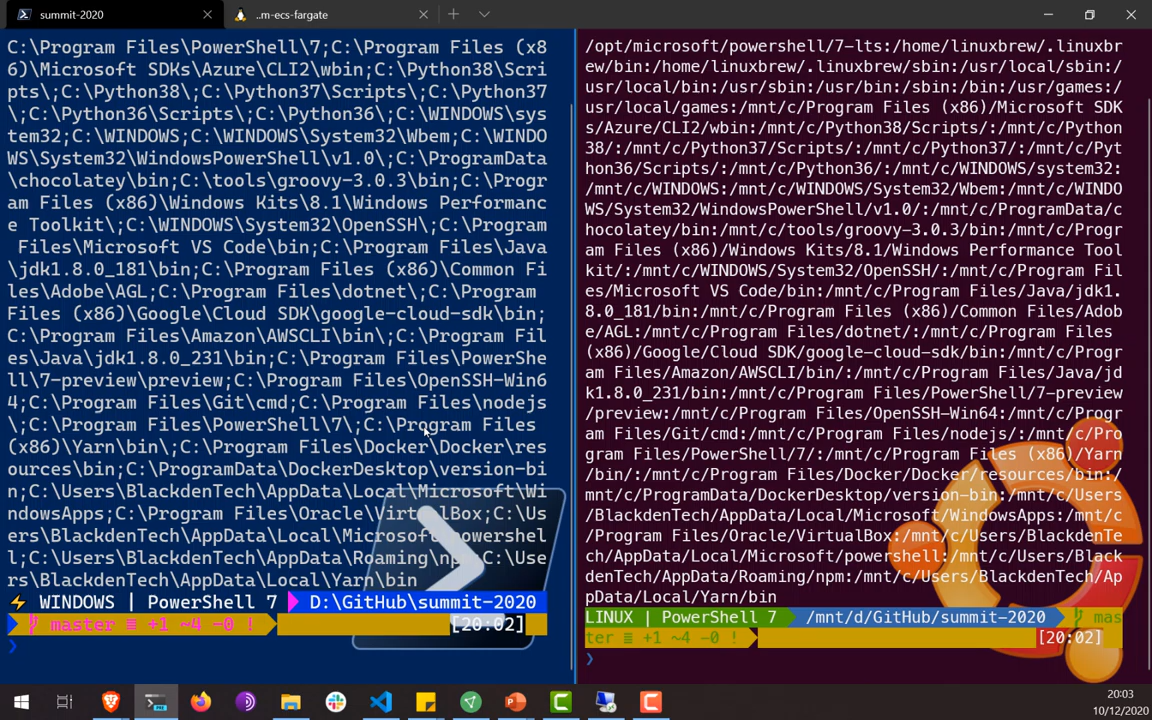 summit-2020
..m-ecs-fargate
C:\Program Files\PowerShell\7;C:\Program Files (x8
6)\Microsoft SDKs\Azure\CLI2\wbin;C:\Python38\Scri
pts\;C:\Python38\;C:\Python37\Scripts\;C:\Python37
\;C:\Python36\Scripts\;C:\Python36\;C:\WINDOWS\sys
tem32;C:\WINDOWS;C:\WINDOWS\System32\Wbem;C:\WINDO
WS\System32\WindowsPowerShell\v1.0\;C:\ProgramData
\chocolatey\bin;C:\tools\groovy-3.0.3\bin;C:\Progr
am Files (x86)\Windows Kits\8.1\Windows Performanc
e Toolkit\;C:\WINDOWS\System32\OpenSSH\;C:\Program
Files\Microsoft VS Code\bin;C:\Program Files\Java
\jdk1.8.0_181\bin;C:\Program Files (x86)\Common Fi
les\Adobe\AGL;C:\Program Files\dotnet\;C:\Program
Files (x86)\Google\Cloud SDK\google-cloud-sdk\bin;
C:\Program Files\Amazon\AWSCLI\bin;C:\Program Fil
es\Java\jdk1.8.0_231\bin;C:\Program Files\PowerShe
ll\7-preview\preview;C:\Program Files\OpenSSH-Win6
4;C:\Program Files\Git\cmd;C:\Program Files\nodejs
\;C:\Program Files\PowerShell\7\;C:\Program Files
(x86)\Yarn\bin\;C:\Program Files\Docker\Docker\res
ources\bin;C:\ProgramData\DockerDesktop\version-bi
n;C:\Users\BlackdenTech\AppData\Local\Microsoft\Wi
ndowsApps;C:\Program Files\Oracle\VirtualBox;C:\Us
ers\BlackdenTech\AppData\Local\Microsoft\powershel
l;C:\Users\BlackdenTech\AppData\Roaming\npm;C:\Use
rs\BlackdenTech\AppData\Local\Yarn\bin
⚡ WINDOWS | PowerShell 7 D:\GitHub\summit-2020
master ≡ +1 ~4 -0 ! [20:02]
❯
/opt/microsoft/powershell/7-lts:/home/linuxbrew/.linuxbr
ew/bin:/home/linuxbrew/.linuxbrew/sbin:/usr/local/sbin:/
usr/local/bin:/usr/sbin:/usr/bin:/sbin:/bin:/usr/games:/
usr/local/games:/mnt/c/Program Files (x86)/Microsoft SDK
s/Azure/CLI2/wbin:/mnt/c/Python38/Scripts/:/mnt/c/Python
38/:/mnt/c/Python37/Scripts/:/mnt/c/Python37/:/mnt/c/Pyt
hon36/Scripts/:/mnt/c/Python36/:/mnt/c/WINDOWS/system32:
/mnt/c/WINDOWS:/mnt/c/WINDOWS/System32/Wbem:/mnt/c/WINDO
WS/System32/WindowsPowerShell/v1.0/:/mnt/c/ProgramData/c
hocolatey/bin:/mnt/c/tools/groovy-3.0.3/bin:/mnt/c/Progr
am Files (x86)/Windows Kits/8.1/Windows Performance Tool
kit/:/mnt/c/WINDOWS/System32/OpenSSH/:/mnt/c/Program Fil
es/Microsoft VS Code/bin:/mnt/c/Program Files/Java/jdk1.
8.0_181/bin:/mnt/c/Program Files (x86)/Common Files/Adob
e/AGL:/mnt/c/Program Files/dotnet/:/mnt/c/Program Files
(x86)/Google/Cloud SDK/google-cloud-sdk/bin:/mnt/c/Progr
am Files/Amazon/AWSCLI/bin:/mnt/c/Program Files/Java/jd
k1.8.0_231/bin:/mnt/c/Program Files/PowerShell/7-preview
/preview:/mnt/c/Program Files/OpenSSH-Win64:/mnt/c/Progr
am Files/Git/cmd:/mnt/c/Program Files/nodejs/:/mnt/c/Pro
gram Files/PowerShell/7/:/mnt/c/Program Files (x86)/Yarn
/bin/:/mnt/c/Program Files/Docker/Docker/resources/bin:/
mnt/c/ProgramData/DockerDesktop/version-bin:/mnt/c/Users
/BlackdenTech/AppData/Local/Microsoft/WindowsApps:/mnt/c
/Program Files/Oracle/VirtualBox:/mnt/c/Users/BlackdenTe
ch/AppData/Local/Microsoft/powershell:/mnt/c/Users/Black
denTech/AppData/Roaming/npm:/mnt/c/Users/BlackdenTech/Ap
pData/Local/Yarn/bin
LINUX | PowerShell 7 /mnt/d/GitHub/summit-2020 mas
ter ≡ +1 ~4 -0 ! [20:02]
❯
20:03
10/12/2020